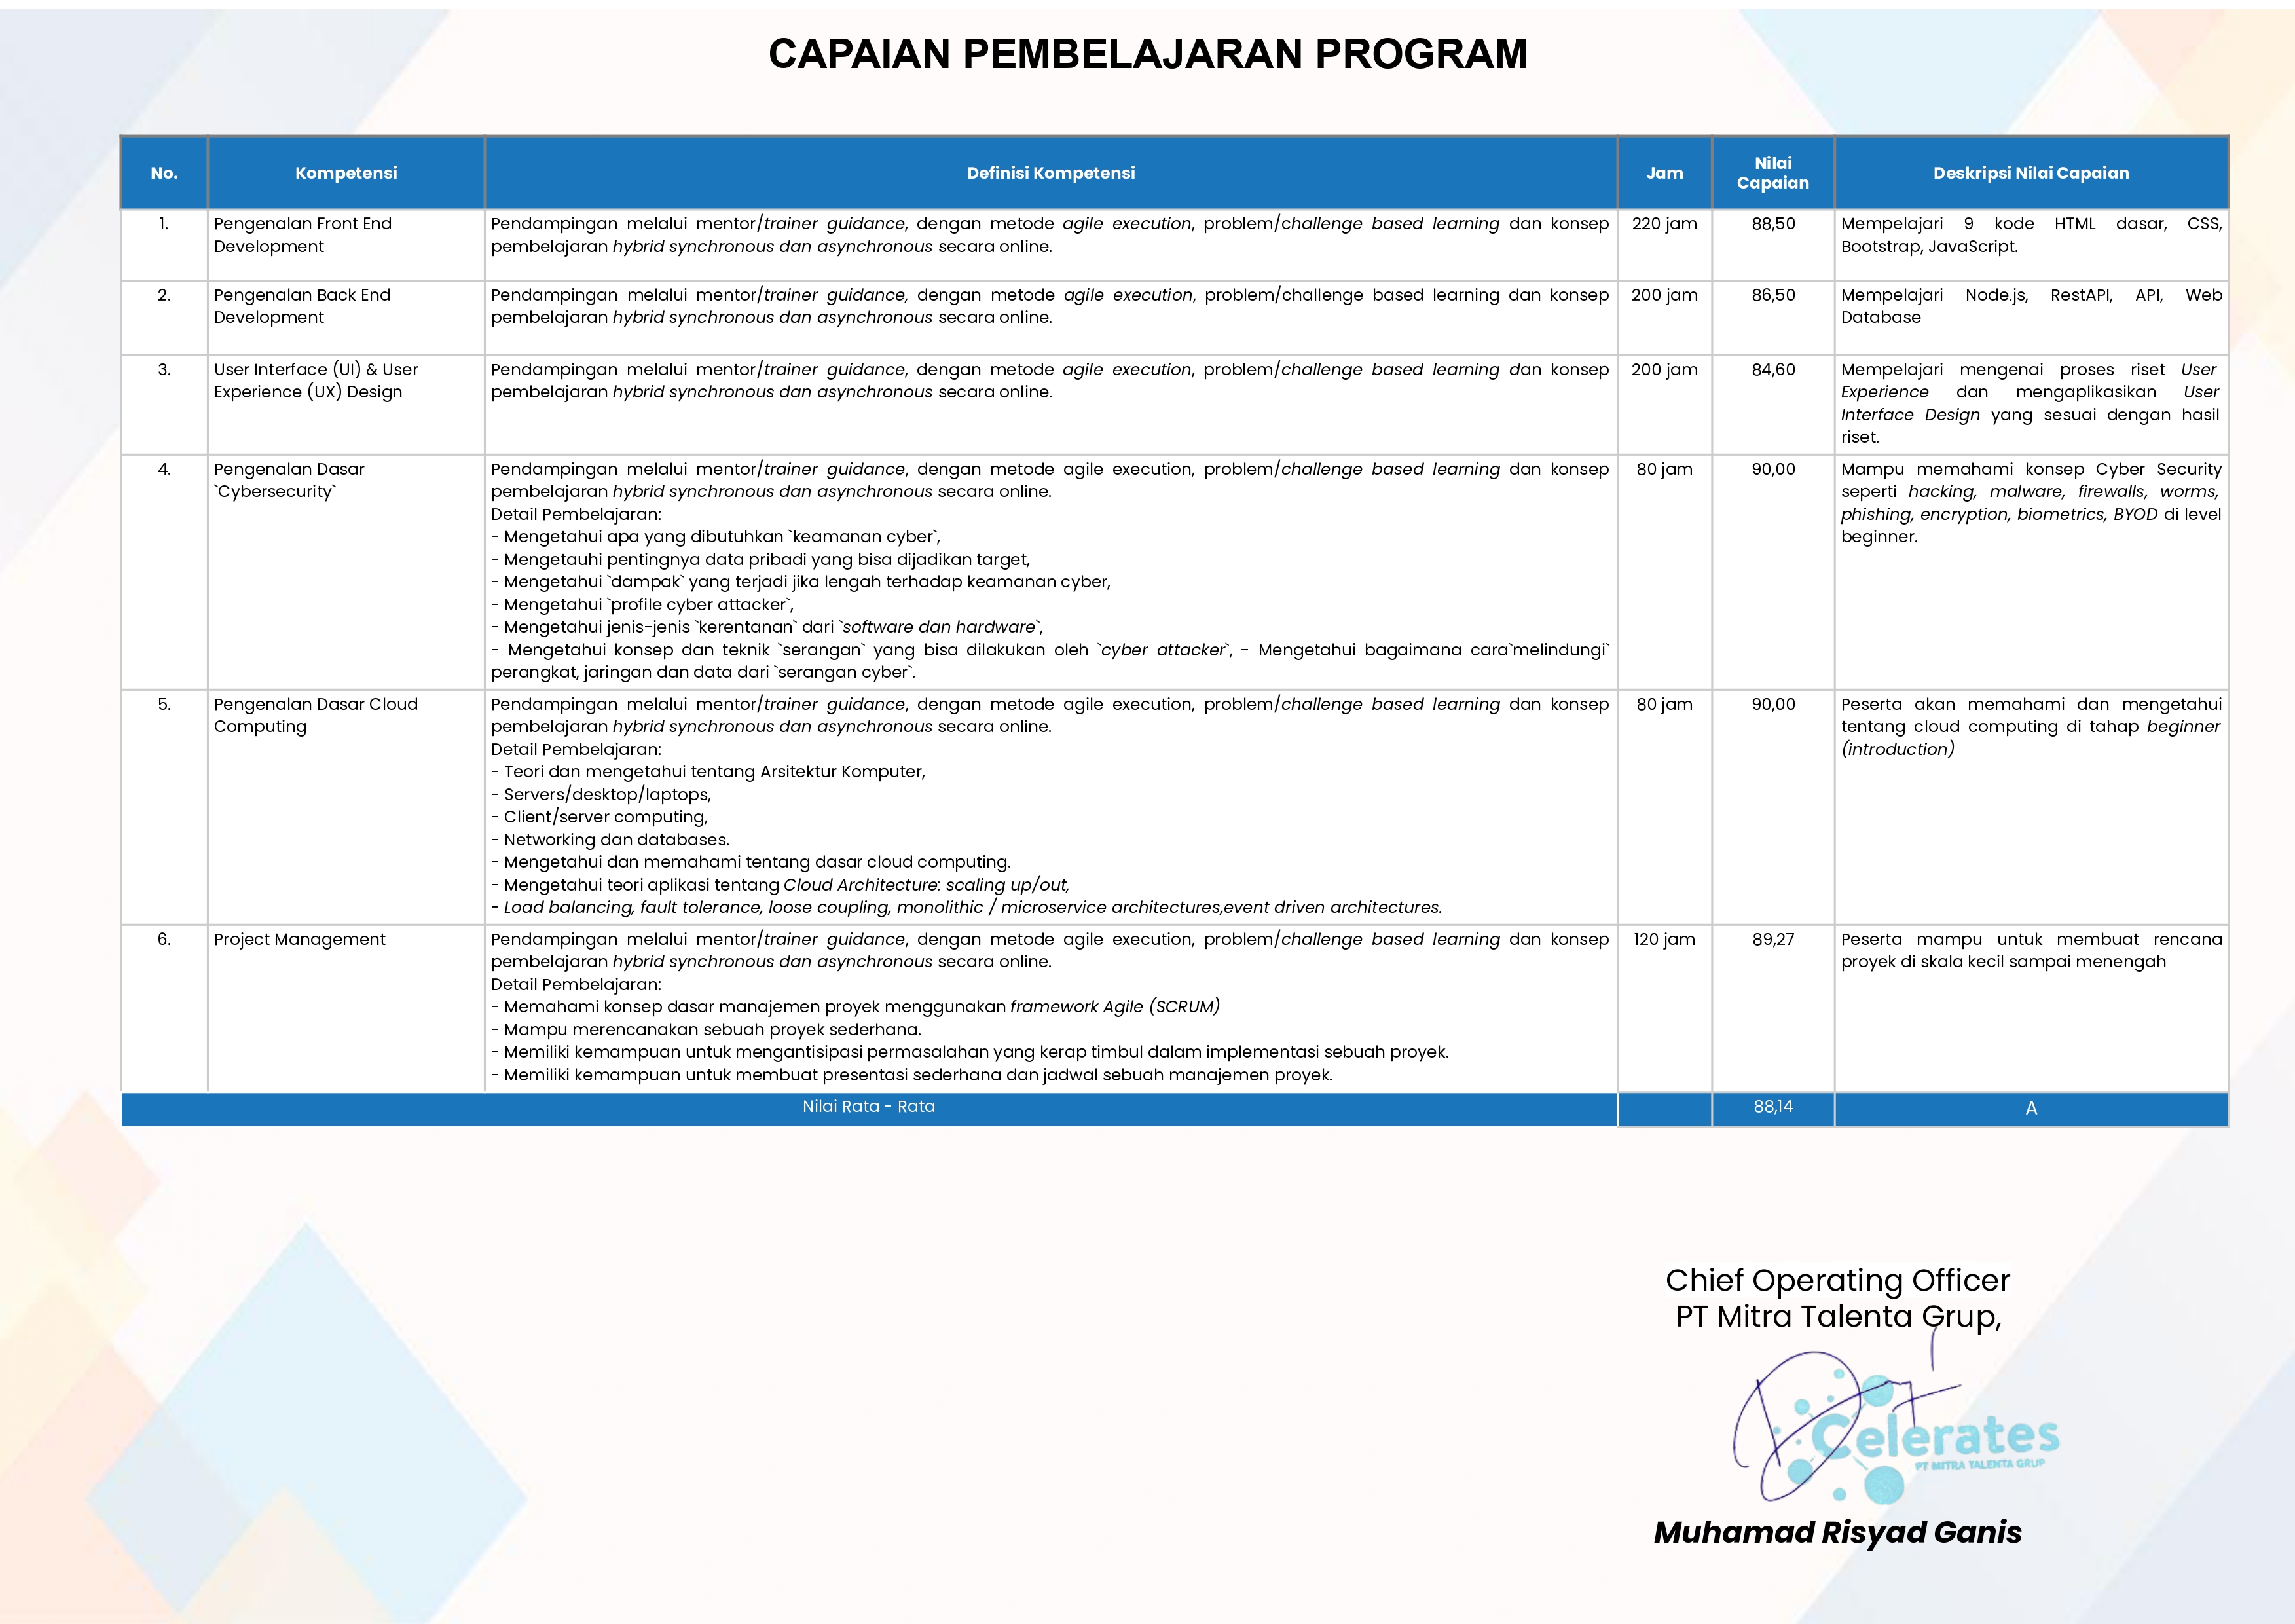 CAPAIAN PEMBELAJARAN PROGRAM
No. Kompetensi Definisi Kompetensi Jam Nilai Capaian Deskripsi Nilai Capaian
1.
Pengenalan Front End
Development
Pendampingan melalui mentor/trainer guidance, dengan metode agile execution, problem/challenge based learning dan konsep
pembelajaran hybrid synchronous dan asynchronous secara online.
220 jam
88,50
Mempelajari 9 kode HTML dasar, CSS,
Bootstrap, JavaScript.
2.
Pengenalan Back End
Development
Pendampingan melalui mentor/trainer guidance, dengan metode agile execution, problem/challenge based learning dan konsep
pembelajaran hybrid synchronous dan asynchronous secara online.
200 jam
86,50
Mempelajari Node.js, RestAPI, API, Web
Database
3.
User Interface (UI) & User
Experience (UX) Design
Pendampingan melalui mentor/trainer guidance, dengan metode agile execution, problem/challenge based learning dan konsep
pembelajaran hybrid synchronous dan asynchronous secara online.
200 jam
84,60
Mempelajari mengenai proses riset User
Experience dan mengaplikasikan User
Interface Design yang sesuai dengan hasil
riset.
4.
Pengenalan Dasar
`Cybersecurity`
Pendampingan melalui mentor/trainer guidance, dengan metode agile execution, problem/challenge based learning dan konsep
pembelajaran hybrid synchronous dan asynchronous secara online.
Detail Pembelajaran:
- Mengetahui apa yang dibutuhkan `keamanan cyber`,
- Mengetauhi pentingnya data pribadi yang bisa dijadikan target,
- Mengetahui `dampak` yang terjadi jika lengah terhadap keamanan cyber,
- Mengetahui `profile cyber attacker`,
- Mengetahui jenis-jenis `kerentanan` dari `software dan hardware`,
- Mengetahui konsep dan teknik `serangan` yang bisa dilakukan oleh `cyber attacker`, - Mengetahui bagaimana cara`melindungi`
perangkat, jaringan dan data dari `serangan cyber`.
80 jam
90,00
Mampu memahami konsep Cyber Security
seperti hacking, malware, firewalls, worms,
phishing, encryption, biometrics, BYOD di level
beginner.
5.
Pengenalan Dasar Cloud
Computing
Pendampingan melalui mentor/trainer guidance, dengan metode agile execution, problem/challenge based learning dan konsep
pembelajaran hybrid synchronous dan asynchronous secara online.
Detail Pembelajaran:
- Teori dan mengetahui tentang Arsitektur Komputer,
- Servers/desktop/laptops,
- Client/server computing,
- Networking dan databases.
- Mengetahui dan memahami tentang dasar cloud computing.
- Mengetahui teori aplikasi tentang Cloud Architecture: scaling up/out,
- Load balancing, fault tolerance, loose coupling, monolithic / microservice architectures,event driven architectures.
80 jam
90,00
Peserta akan memahami dan mengetahui
tentang cloud computing di tahap beginner
(introduction)
6.
Project Management
Pendampingan melalui mentor/trainer guidance, dengan metode agile execution, problem/challenge based learning dan konsep
pembelajaran hybrid synchronous dan asynchronous secara online.
Detail Pembelajaran:
- Memahami konsep dasar manajemen proyek menggunakan framework Agile (SCRUM)
- Mampu merencanakan sebuah proyek sederhana.
- Memiliki kemampuan untuk mengantisipasi permasalahan yang kerap timbul dalam implementasi sebuah proyek.
- Memiliki kemampuan untuk membuat presentasi sederhana dan jadwal sebuah manajemen proyek.
120 jam
89,27
Peserta mampu untuk membuat rencana
proyek di skala kecil sampai menengah
Nilai Rata - Rata 88,14 A
Chief Operating Officer
PT Mitra Talenta Grup,
Celerates
PT MITRA TALENTA GRUP
Muhamad Risyad Ganis